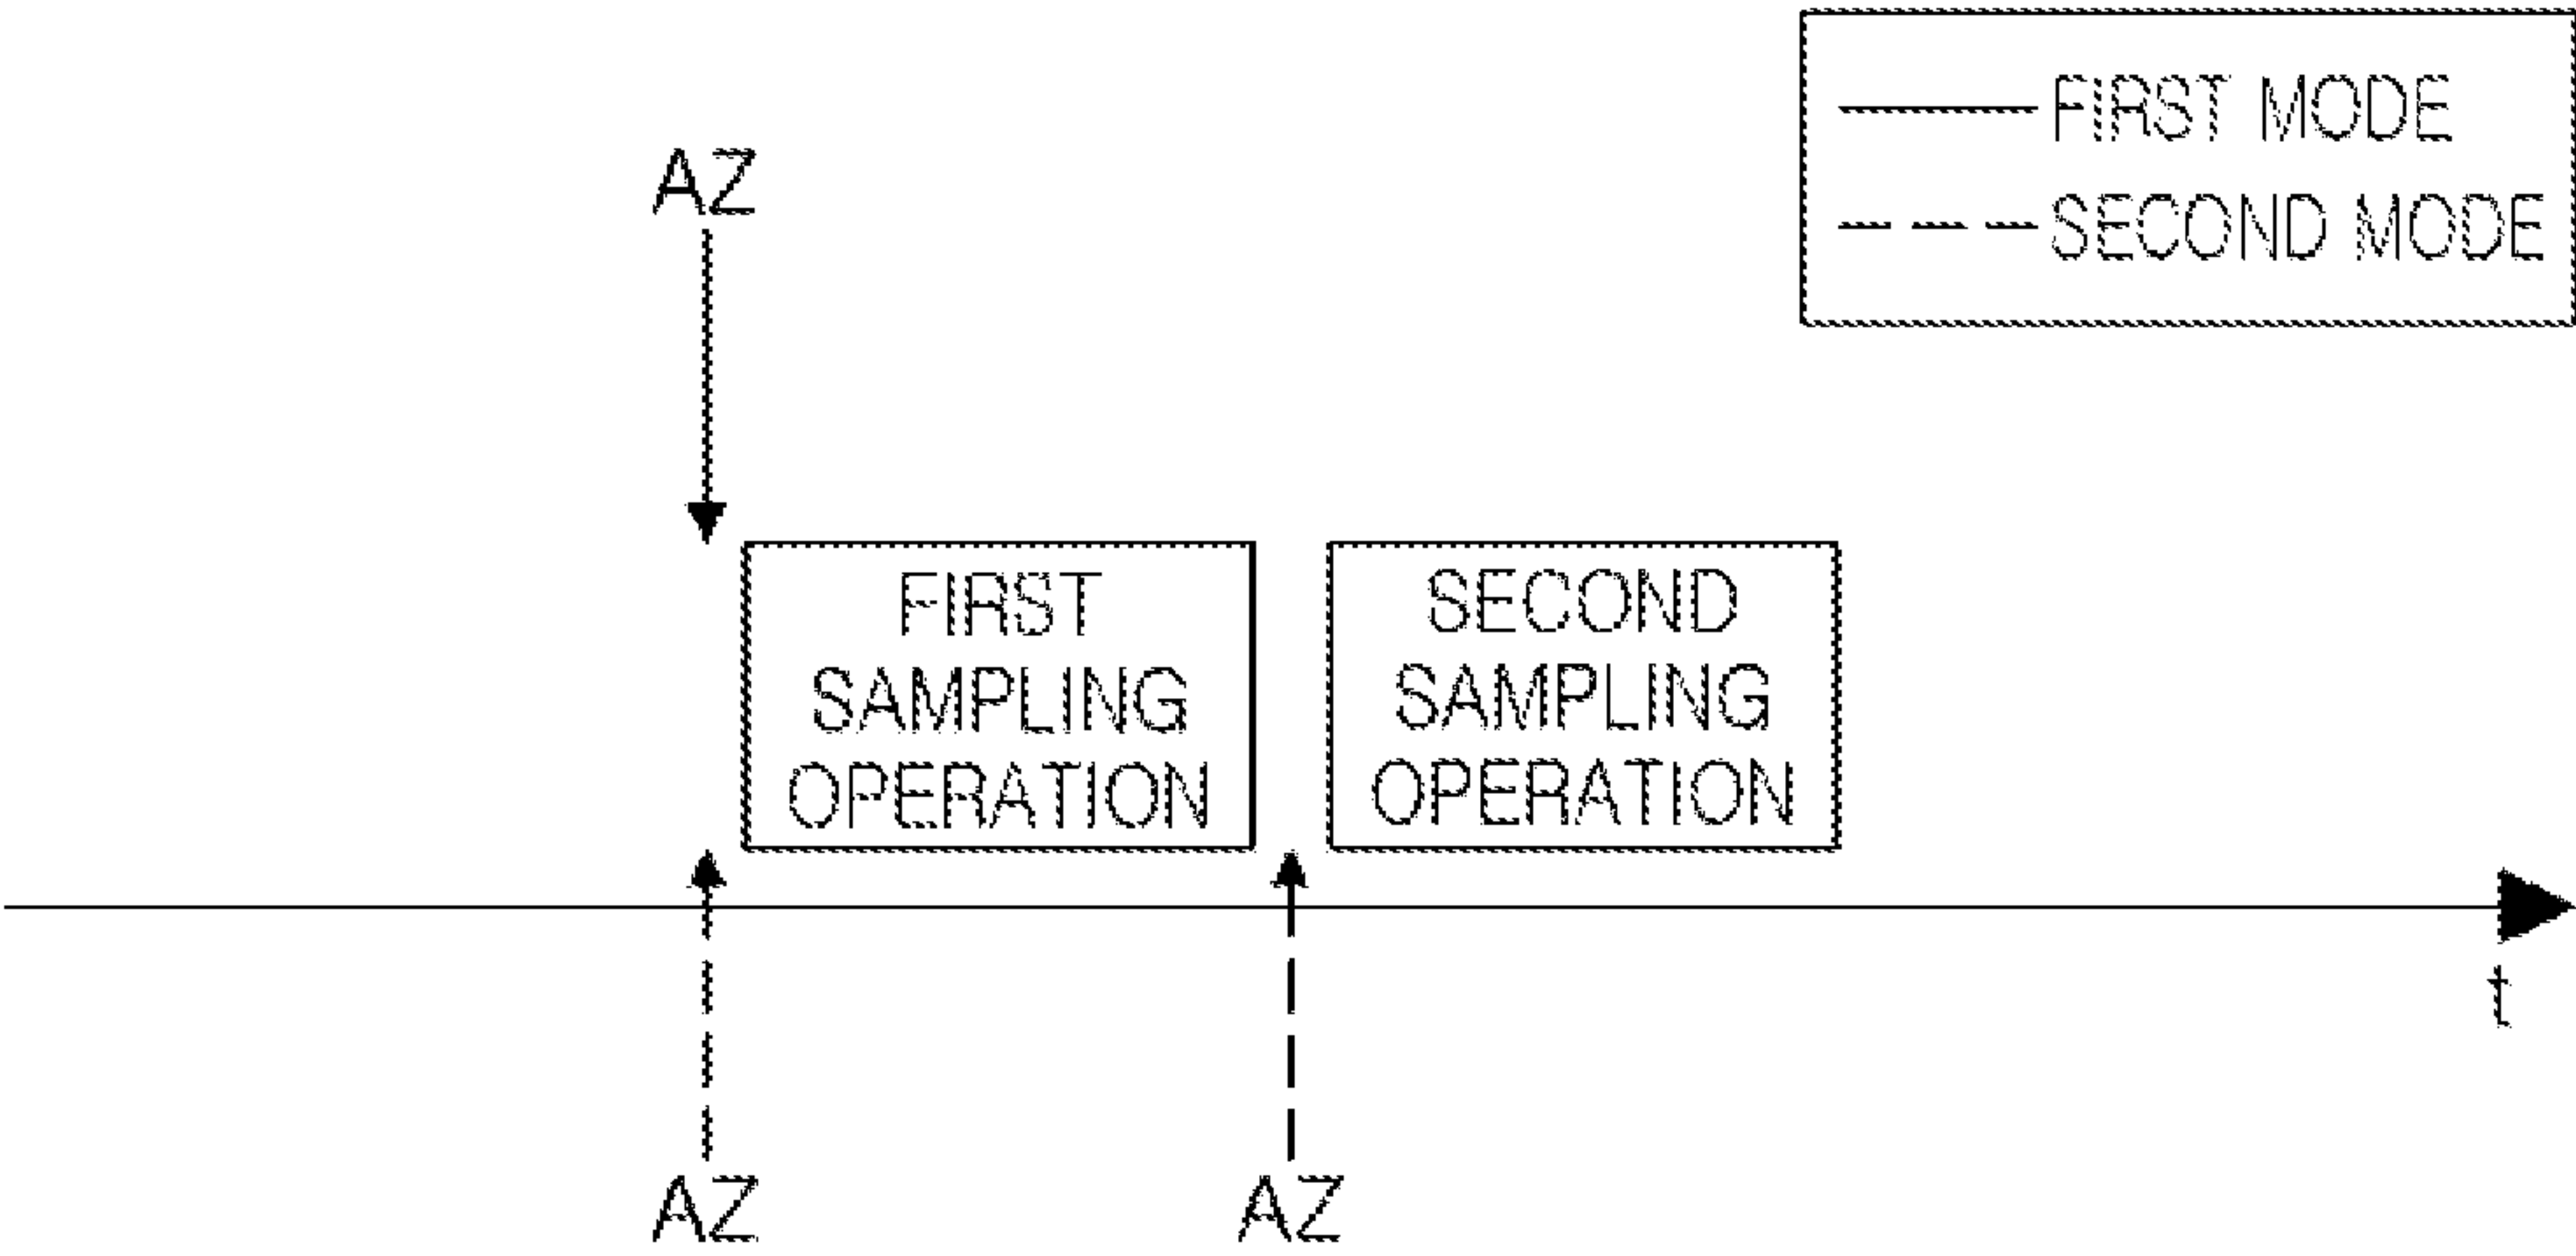 FIRST MODE
SECOND MODE
AZ
FIRST
SAMPLING
OPERATION
SECOND
SAMPLING
OPERATION
t
AZ
AZ